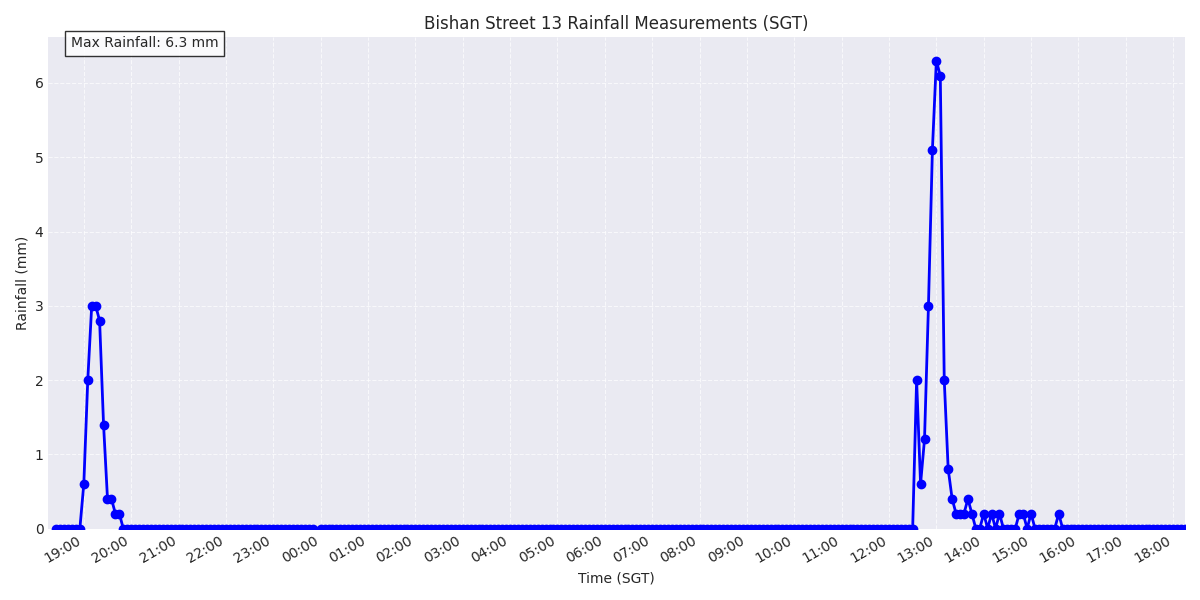 Bishan Street 13 Rainfall Measurements (SGT)
Max Rainfall: 6.3 mm
Rainfall (mm)
6
5
4
3
2
1
0
19:00 20:00 21:00 22:00 23:00 00:00 01:00 02:00 03:00 04:00 05:00 06:00 07:00 08:00 09:00 10:00 11:00 12:00 13:00 14:00 15:00 16:00 17:00 18:00
Time (SGT)